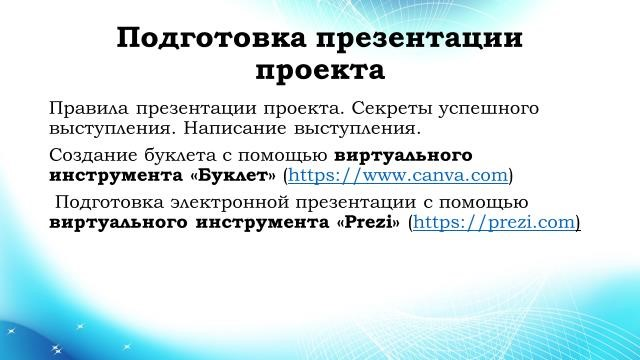 Подготовка презентации
проекта
Правила презентации проекта. Секреты успешного
выступления. Написание выступления.
Создание буклета с помощью виртуального
инструмента «Буклет» (https://www.canva.com)
Подготовка электронной презентации с помощью
виртуального инструмента «Prezi» (https://prezi.com)